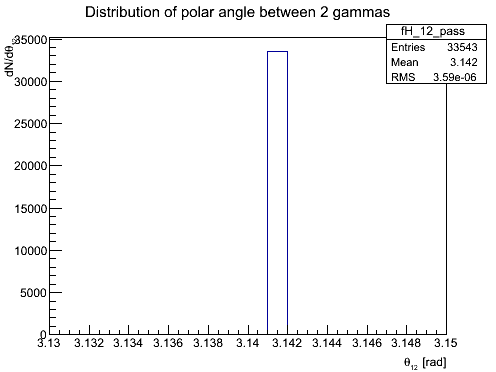 Distribution of polar angle between 2 gammas
fH_12_pass
Entries 33543
Mean 3.142
RMS 3.59e-06
dN/dθ
35000
30000
25000
20000
15000
10000
5000
0
3.13 3.132 3.134 3.136 3.138 3.14 3.142 3.144 3.146 3.148 3.15
θ12 [rad]